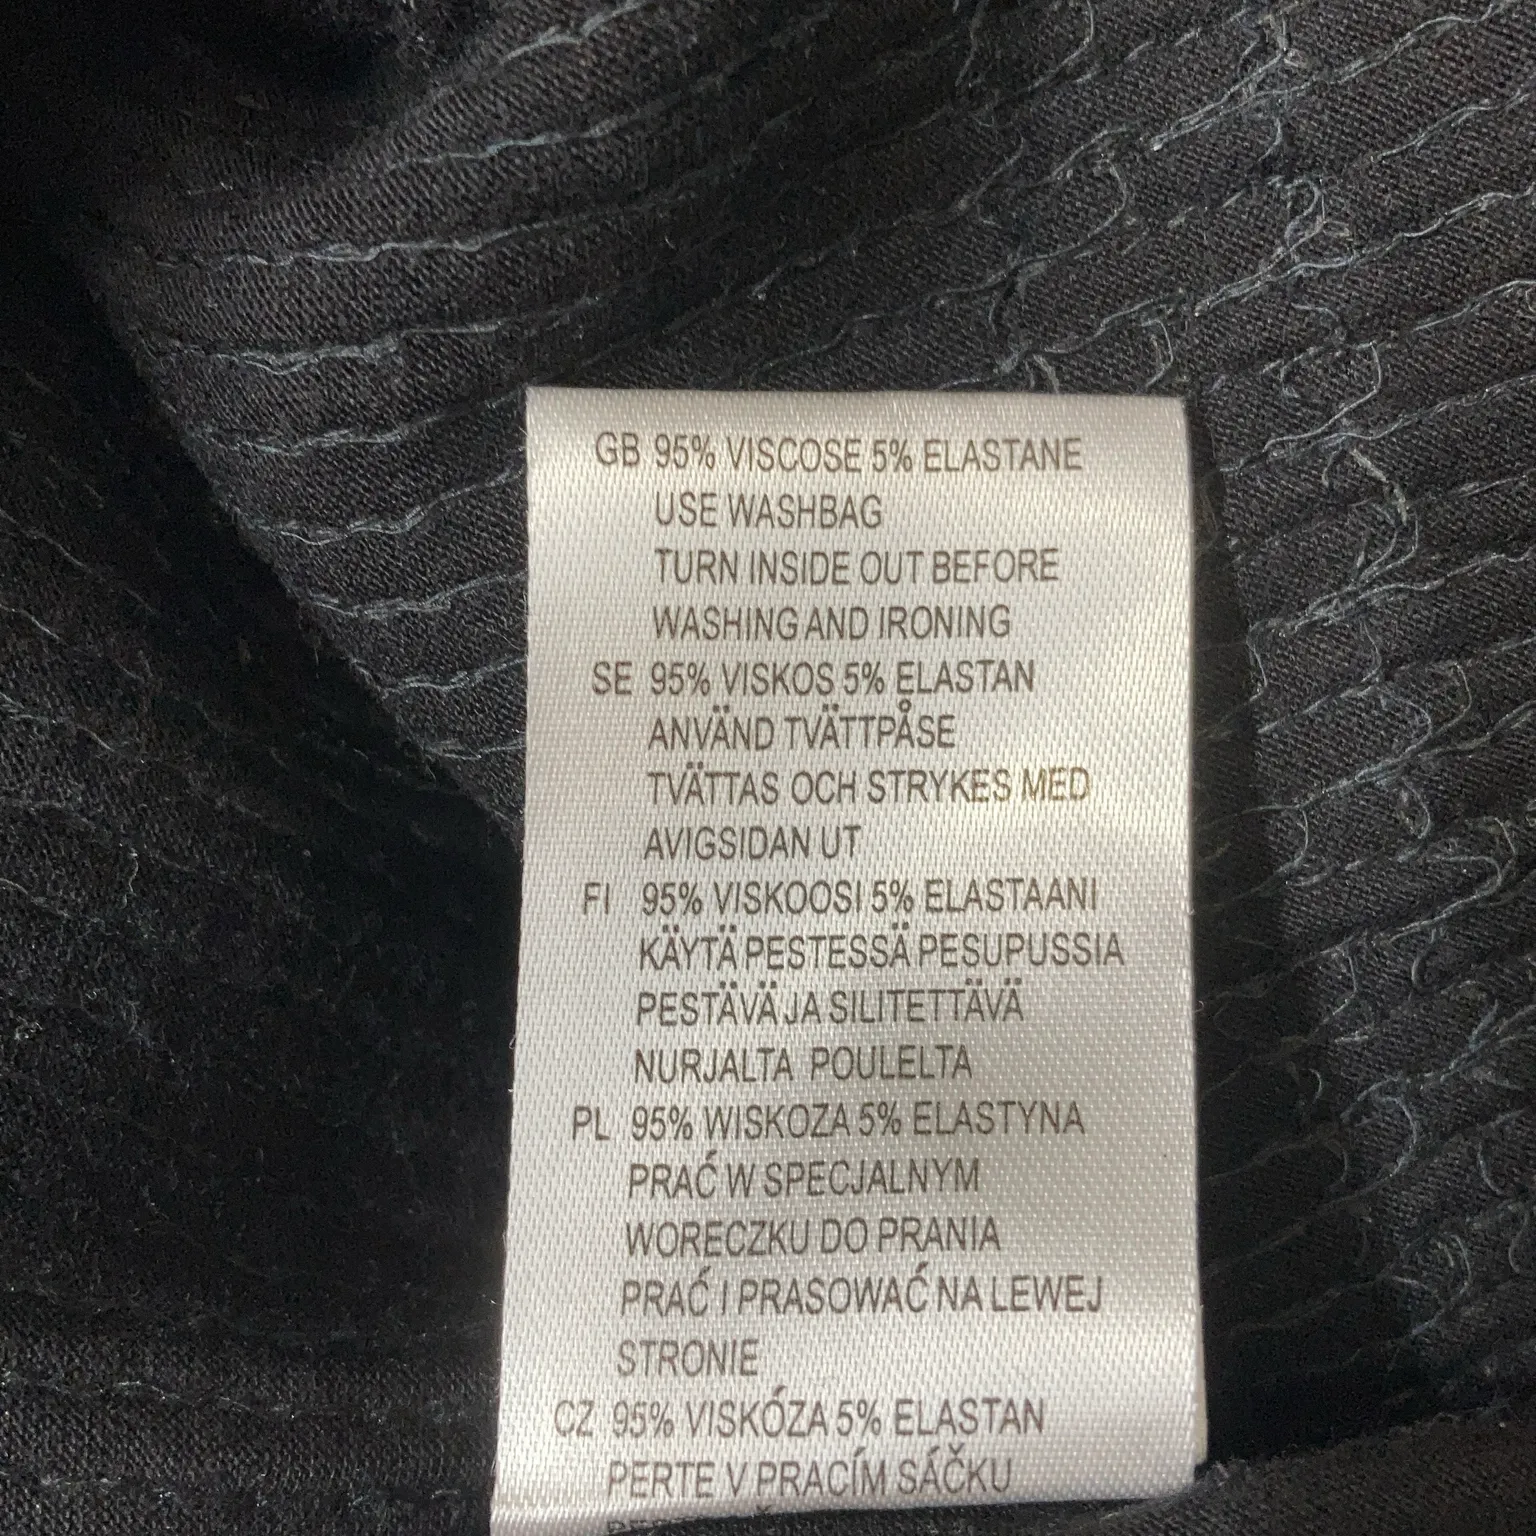 GB 95% VISCOSE 5% ELASTANE
USE WASHBAG
TURN INSIDE OUT BEFORE
WASHING AND IRONING
SE 95% VISKOS 5% ELASTAN
ANVÄND TVÄTTPÅSE
TVÄTTAS OCH STRYKES MED
AVIGSIDAN UT
FI 95% VISKOOSI 5% ELASTAANI
KÄYTÄ PESTESSÄ PESUPUSSIA
PESTÄVÄ JA SILITETTÄVÄ
NURJALTA POULELTA
PL 95% WISKOZA 5% ELASTYNA
PRAĆ W SPECJALNYM
WORECZKU DO PRANIA
PRAĆ I PRASOWAĆ NA LEWEJ
STRONIE
CZ 95% VISKÓZA 5% ELASTAN
PERTE V PRACÍM SÁČKU